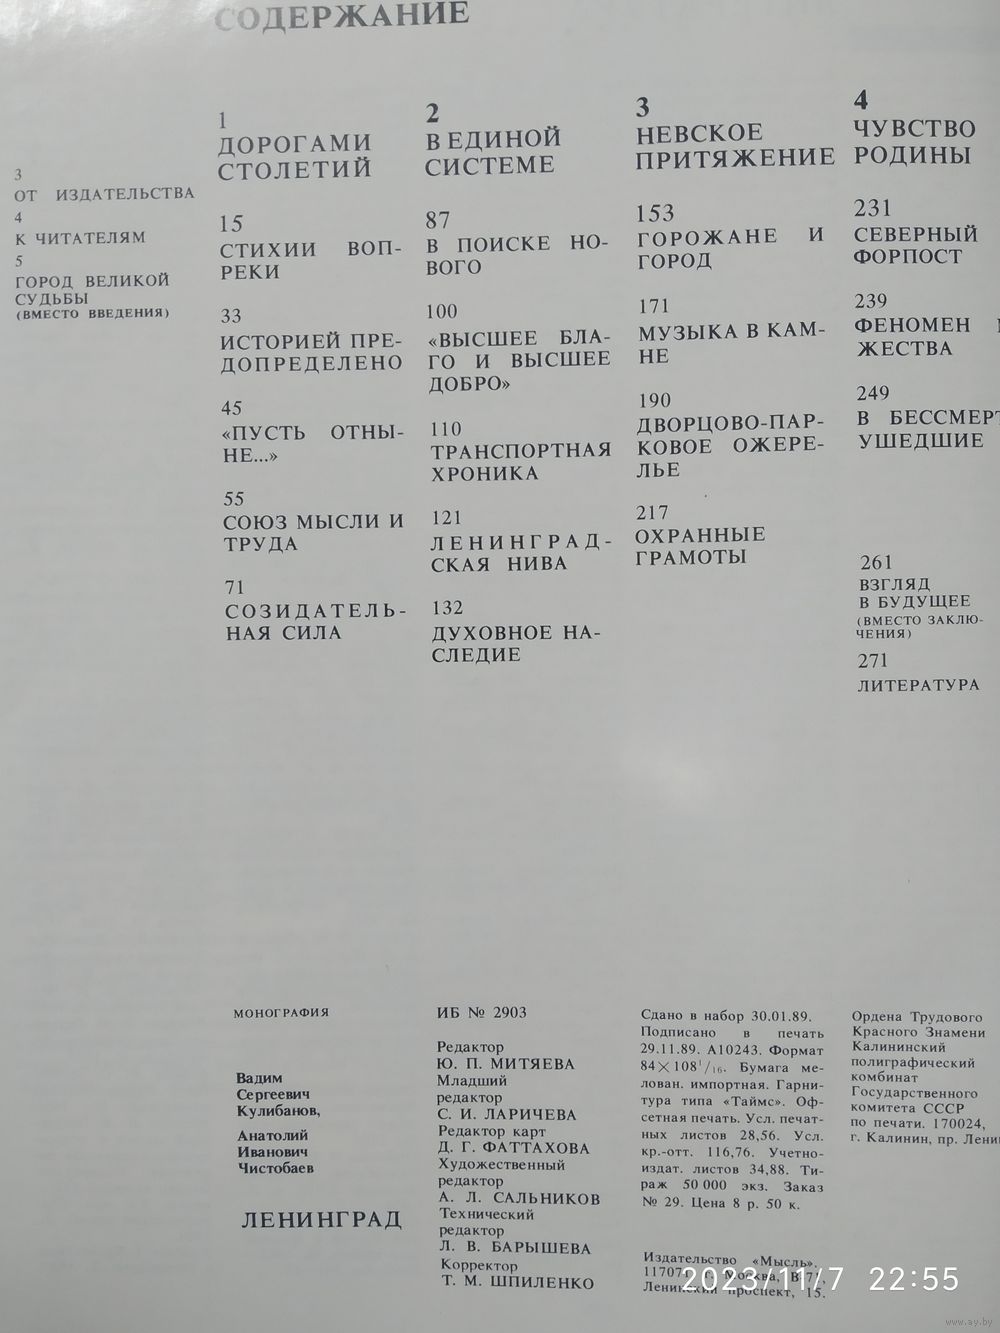 СОДЕРЖАНИЕ
3
ОТ ИЗДАТЕЛЬСТВА
4
К ЧИТАТЕЛЯМ
5
ГОРОД ВЕЛИКОЙ
СУДЬБЫ
(ВМЕСТО ВВЕДЕНИЯ)
1
ДОРОГАМИ
СТОЛЕТИЙ
15
СТИХИИ ВОП-
РЕКИ
33
ИСТОРИЕЙ ПРЕ-
ДОПРЕДЕЛЕНО
45
«ПУСТЬ ОТНЫ-
НЕ...»
55
СОЮЗ МЫСЛИ И
ТРУДА
71
СОЗИДАТЕЛЬ-
НАЯ СИЛА
2
В ЕДИНОЙ
СИСТЕМЕ
87
В ПОИСКЕ НО-
ВОГО
100
«ВЫСШЕЕ БЛА-
ГО И ВЫСШЕЕ
ДОБРО»
110
ТРАНСПОРТНАЯ
ХРОНИКА
121
ЛЕНИНГРАД-
СКАЯ НИВА
132
ДУХОВНОЕ НА-
СЛЕДИЕ
3
НЕВСКОЕ
ПРИТЯЖЕНИЕ
153
ГОРОЖАНЕ И
ГОРОД
171
МУЗЫКА В КАМ-
НЕ
190
ДВОРЦОВО-ПАР-
КОВОЕ ОЖЕРЕ-
ЛЬЕ
217
ОХРАННЫЕ
ГРАМОТЫ
4
ЧУВСТВО
РОДИНЫ
231
СЕВЕРНЫЙ
ФОРПОСТ
239
ФЕНОМЕН
ЖЕСТВА
249
В БЕССМЕРТ
УШЕДШИЕ
261
ВЗГЛЯД
В БУДУЩЕЕ
(ВМЕСТО ЗАКЛЮ-
ЧЕНИЯ)
271
ЛИТЕРАТУРА
МОНОГРАФИЯ
Вадим
Сергеевич
Кулибанов,
Анатолий
Иванович
Чистобаев
ЛЕНИНГРАД
ИБ № 2903
Редактор
Ю. П. МИТЯЕВА
Младший
редактор
С. И. ЛАРИЧЕВА
Редактор карт
Д. Г. ФАТТАХОВА
Художественный
редактор
А. Л. САЛЬНИКОВ
Технический
редактор
Л. В. БАРЫШЕВА
Корректор
Т. М. ШПИЛЕНКО
Сдано в набор 30.01.89.
Подписано в печать
29.11.89. А10243. Формат
84×108¹/₁₆. Бумага ме-
лован. импортная. Гарни-
тура типа «Таймс». Оф-
сетная печать. Усл. печат-
ных листов 28,56. Усл.
кр.-отт. 116,76. Учетно-
издат. листов 34,88. Ти-
раж 50 000 экз. Заказ
№ 29. Цена 8 р. 50 к.
Издательство «Мысль».
Москва, В-71,
Ленинский проспект, 15.
Ордена Трудового
Красного Знамени
Калининский
полиграфический
комбинат
Государственного
комитета СССР
по печати. 170024,
г. Калинин, пр. Лени
2023/11/7 22:55
www.ay.by